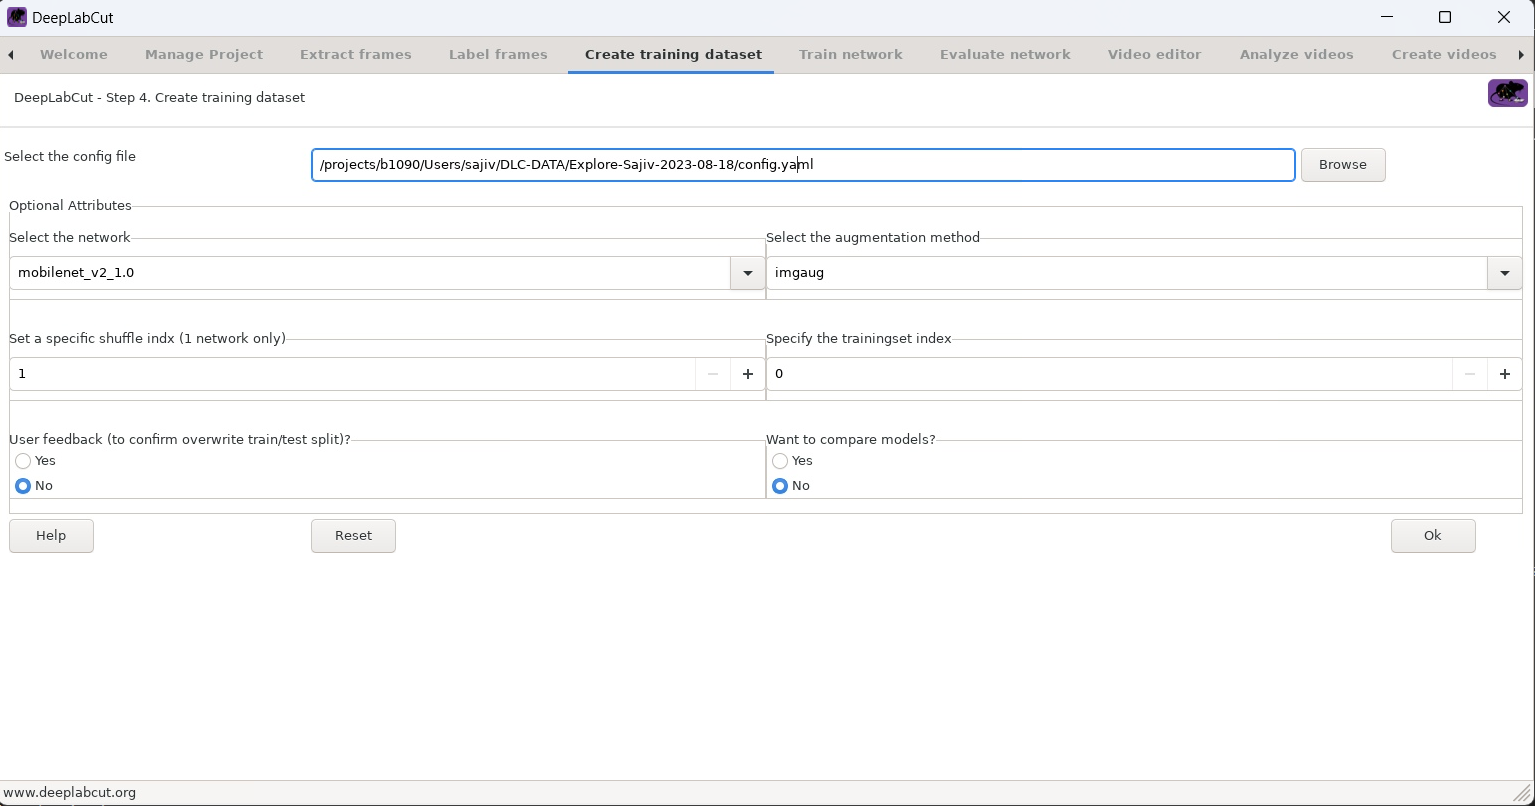 DeepLabCut
Welcome Manage Project Extract frames Label frames Create training dataset Train network Evaluate network Video editor Analyze videos Create videos
DeepLabCut - Step 4. Create training dataset
Select the config file /projects/b1090/Users/sajiv/DLC-DATA/Explore-Sajiv-2023-08-18/config.yaml Browse
Optional Attributes
Select the network Select the augmentation method
mobilenet_v2_1.0 imgaug
Set a specific shuffle indx (1 network only) Specify the trainingset index
1 − + 0 − +
User feedback (to confirm overwrite train/test split)? Want to compare models?
Yes Yes
No No
Help Reset Ok
www.deeplabcut.org